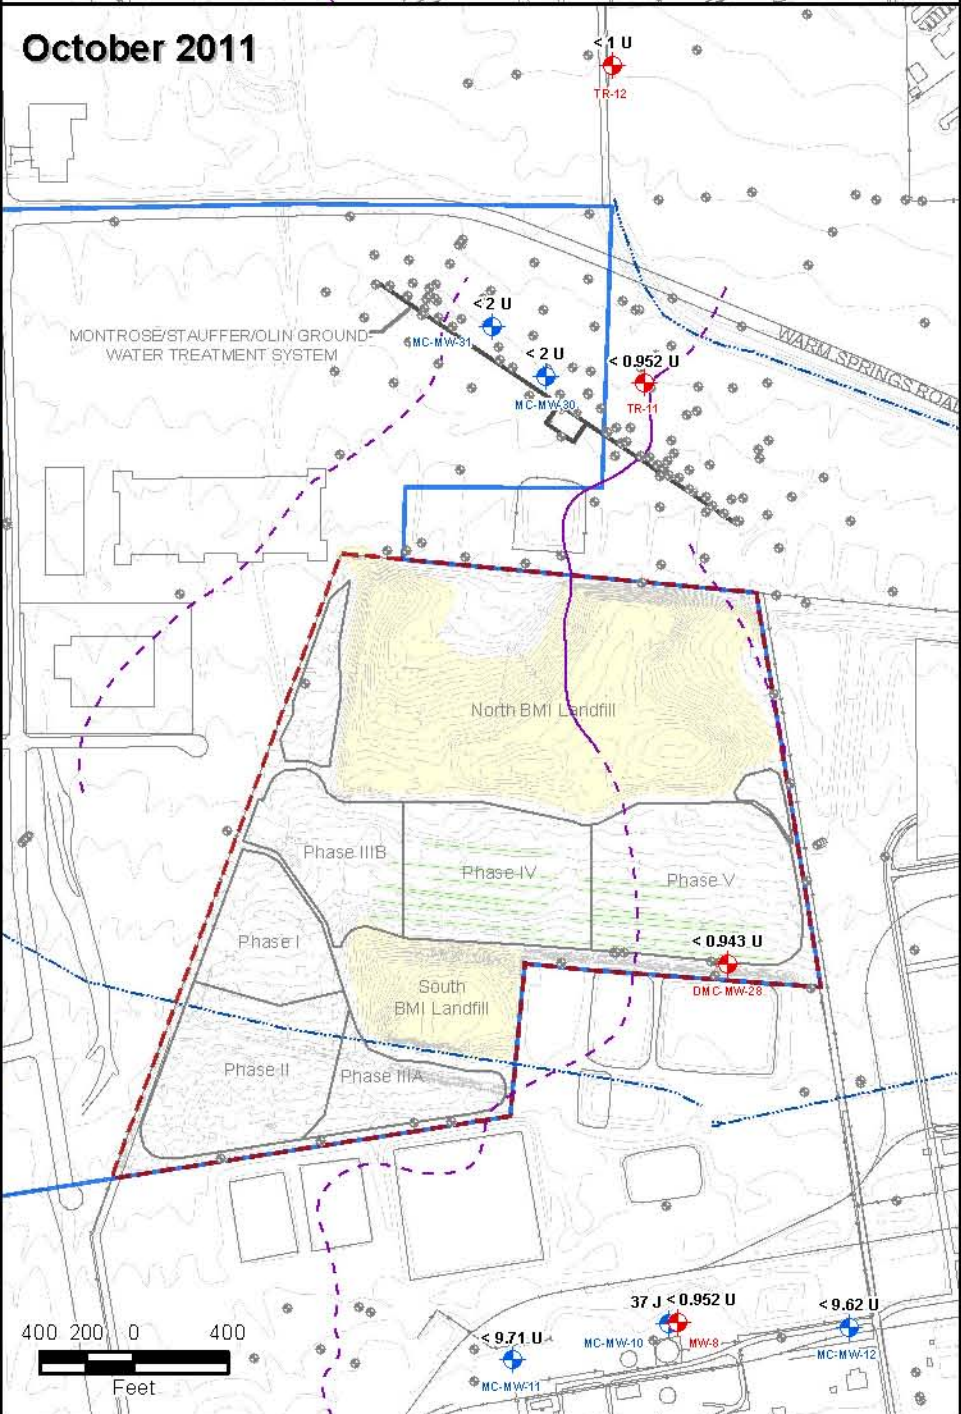 October 2011
< 1 U
TR-12
< 2 U
MC-MW-31
MONTROSE/STAUFFER/OLIN GROUND-
WATER TREATMENT SYSTEM
< 2 U
MC-MW-30
< 0.952 U
TR-11
WARM SPRINGS ROAD
North BMI Landfill
Phase IIIB
Phase IV
Phase V
Phase I
< 0.943 U
DMC-MW-28
South
BMI Landfill
Phase II
Phase IIIA
37 J < 0.952 U
MC-MW-10 MW-8
< 9.62 U
MC-MW-12
< 9.71 U
MC-MW-11
400 200 0 400
Feet